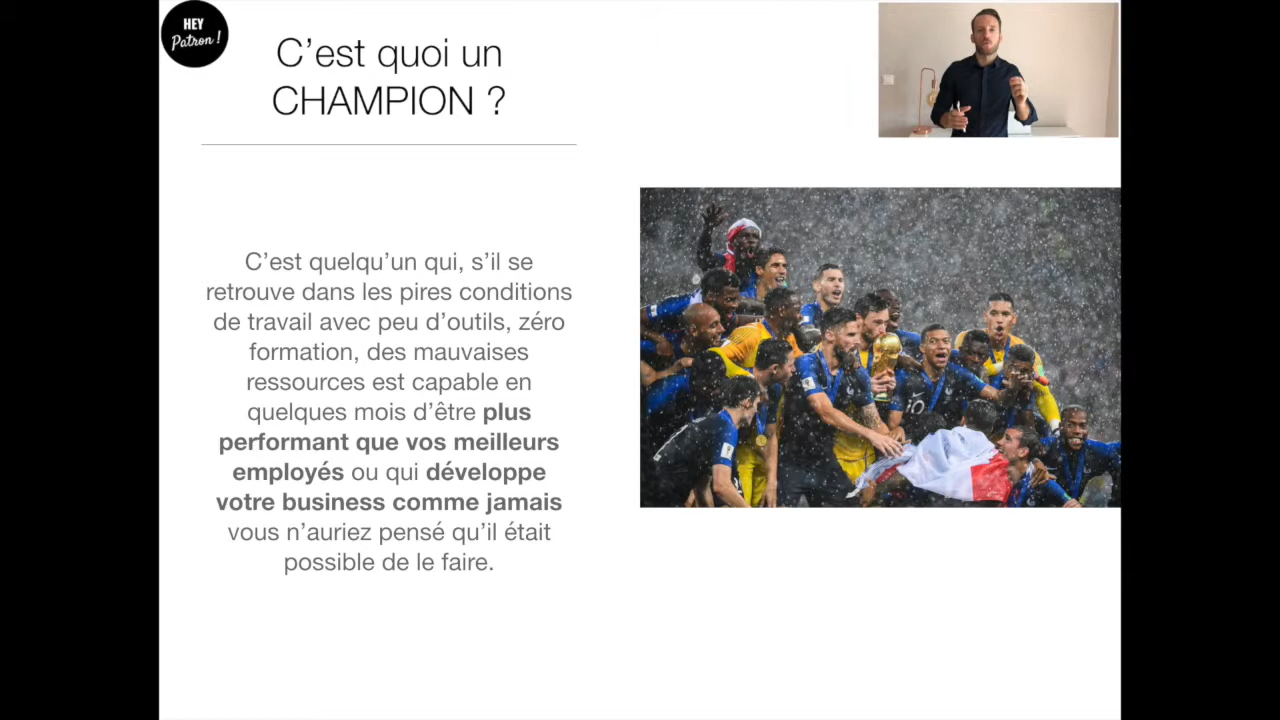 HEY
Patron !
C’est quoi un
CHAMPION ?
C’est quelqu’un qui, s’il se
retrouve dans les pires conditions
de travail avec peu d’outils, zéro
formation, des mauvaises
ressources est capable en
quelques mois d’être plus
performant que vos meilleurs
employés ou qui développe
votre business comme jamais
vous n’auriez pensé qu’il était
possible de le faire.
10